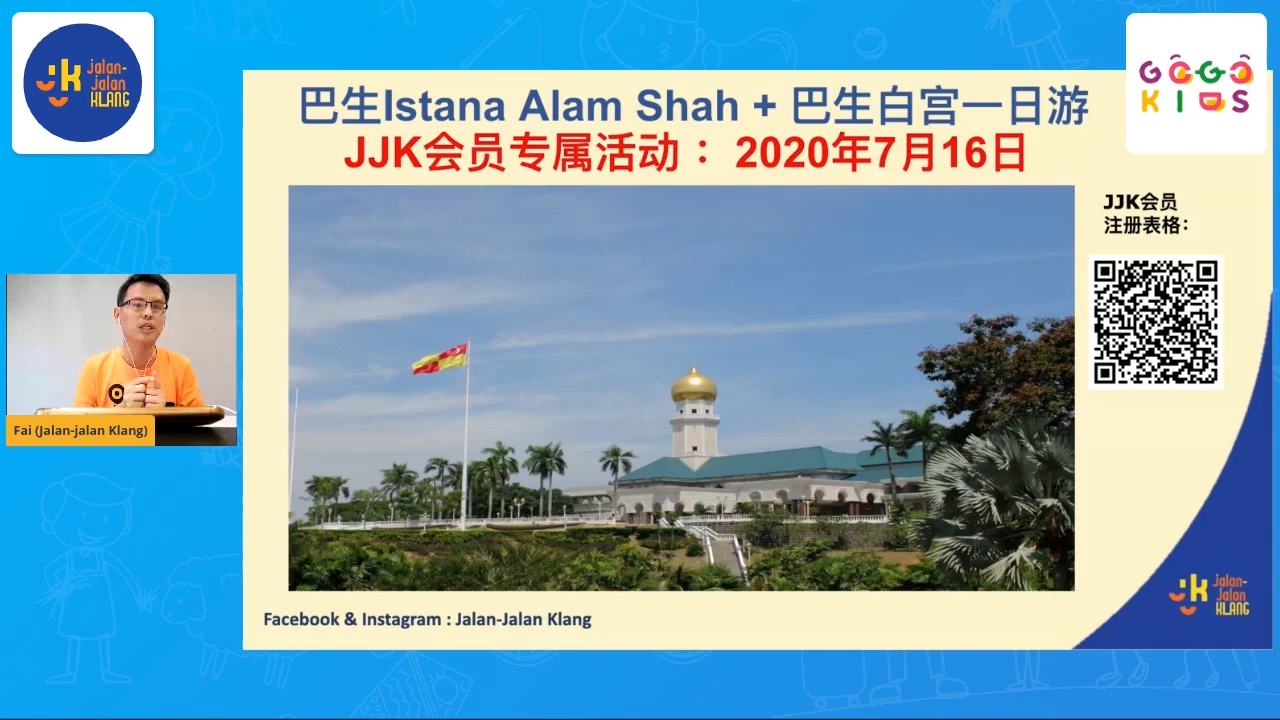 jk Jalan-
Jalan
KLANG
GOGO
KIDS
巴生Istana Alam Shah + 巴生白宫一日游
JJK会员专属活动： 2020年7月16日
JJK会员
注册表格：
Fai (Jalan-jalan Klang)
jk Jalan-
Jalan
KLANG
Facebook & Instagram : Jalan-Jalan Klang